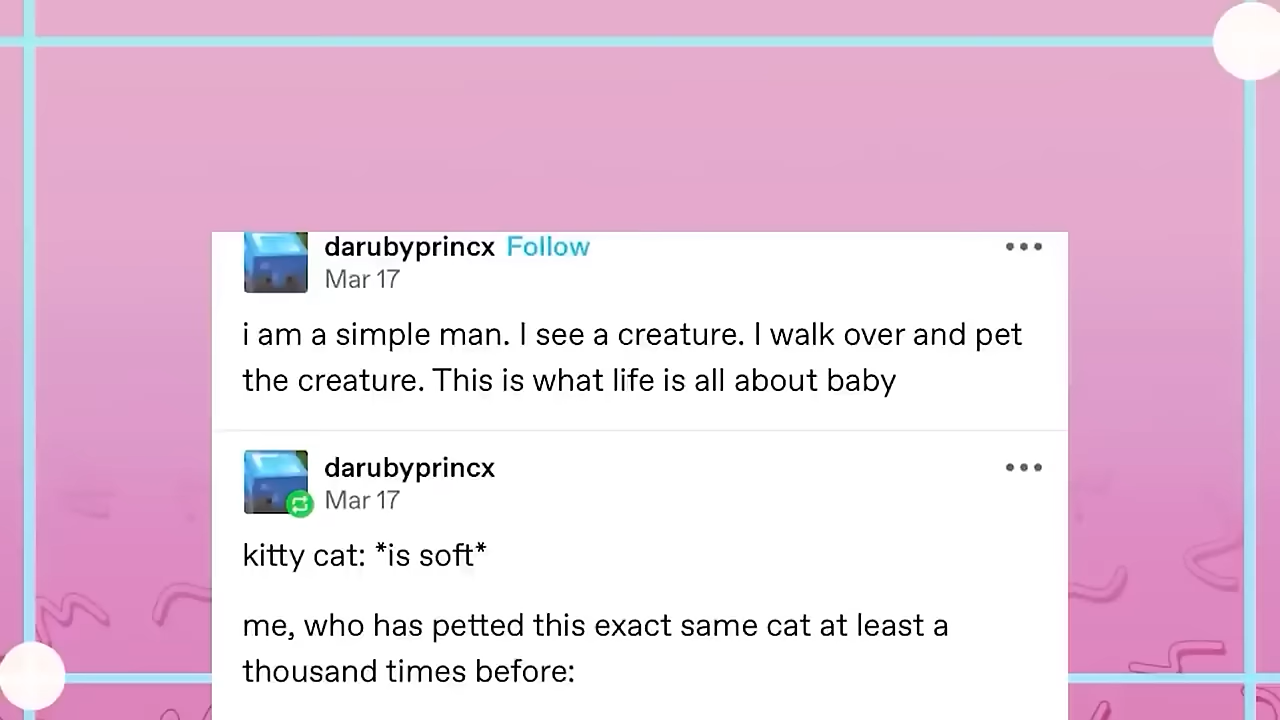 darubyprincx Follow
Mar 17
i am a simple man. I see a creature. I walk over and pet
the creature. This is what life is all about baby
darubyprincx
Mar 17
kitty cat: *is soft*
me, who has petted this exact same cat at least a
thousand times before: